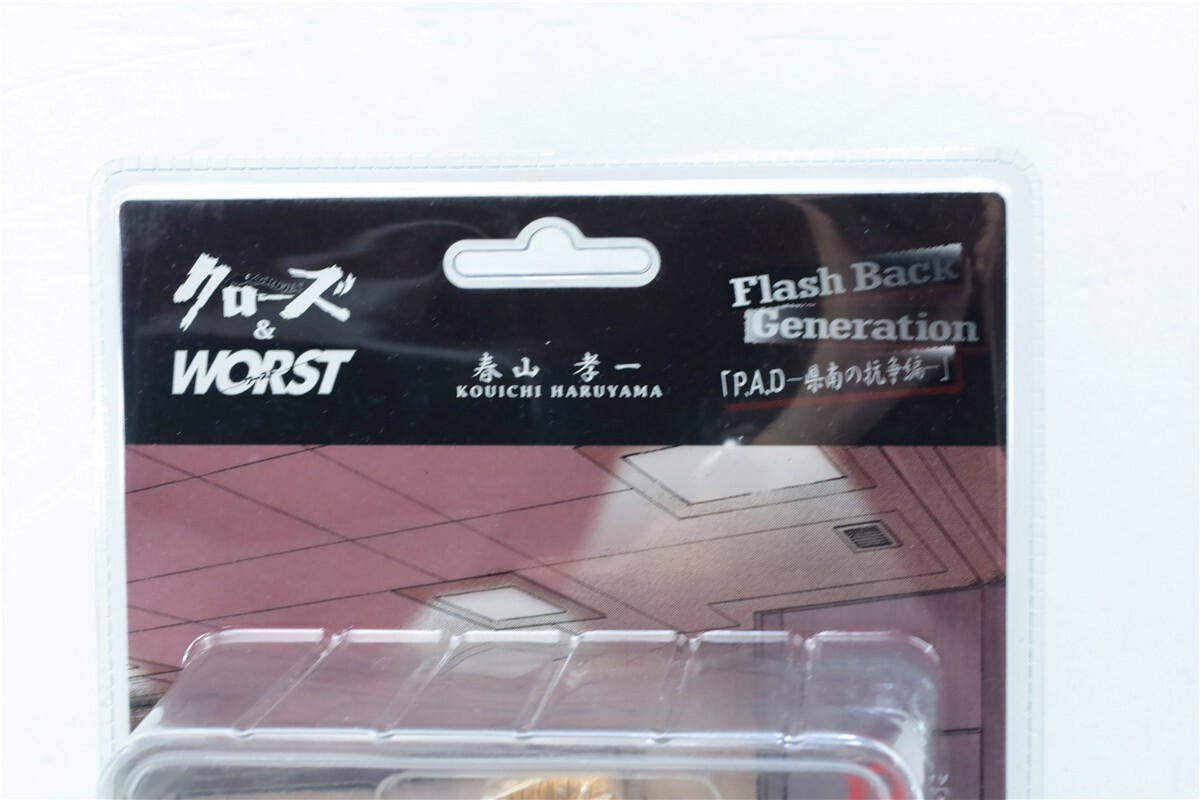 クローズ
&
WORST
春山 孝一
KOUICHI HARUYAMA
Flash Back
Generation
「P.A.D－県南の抗争編－」